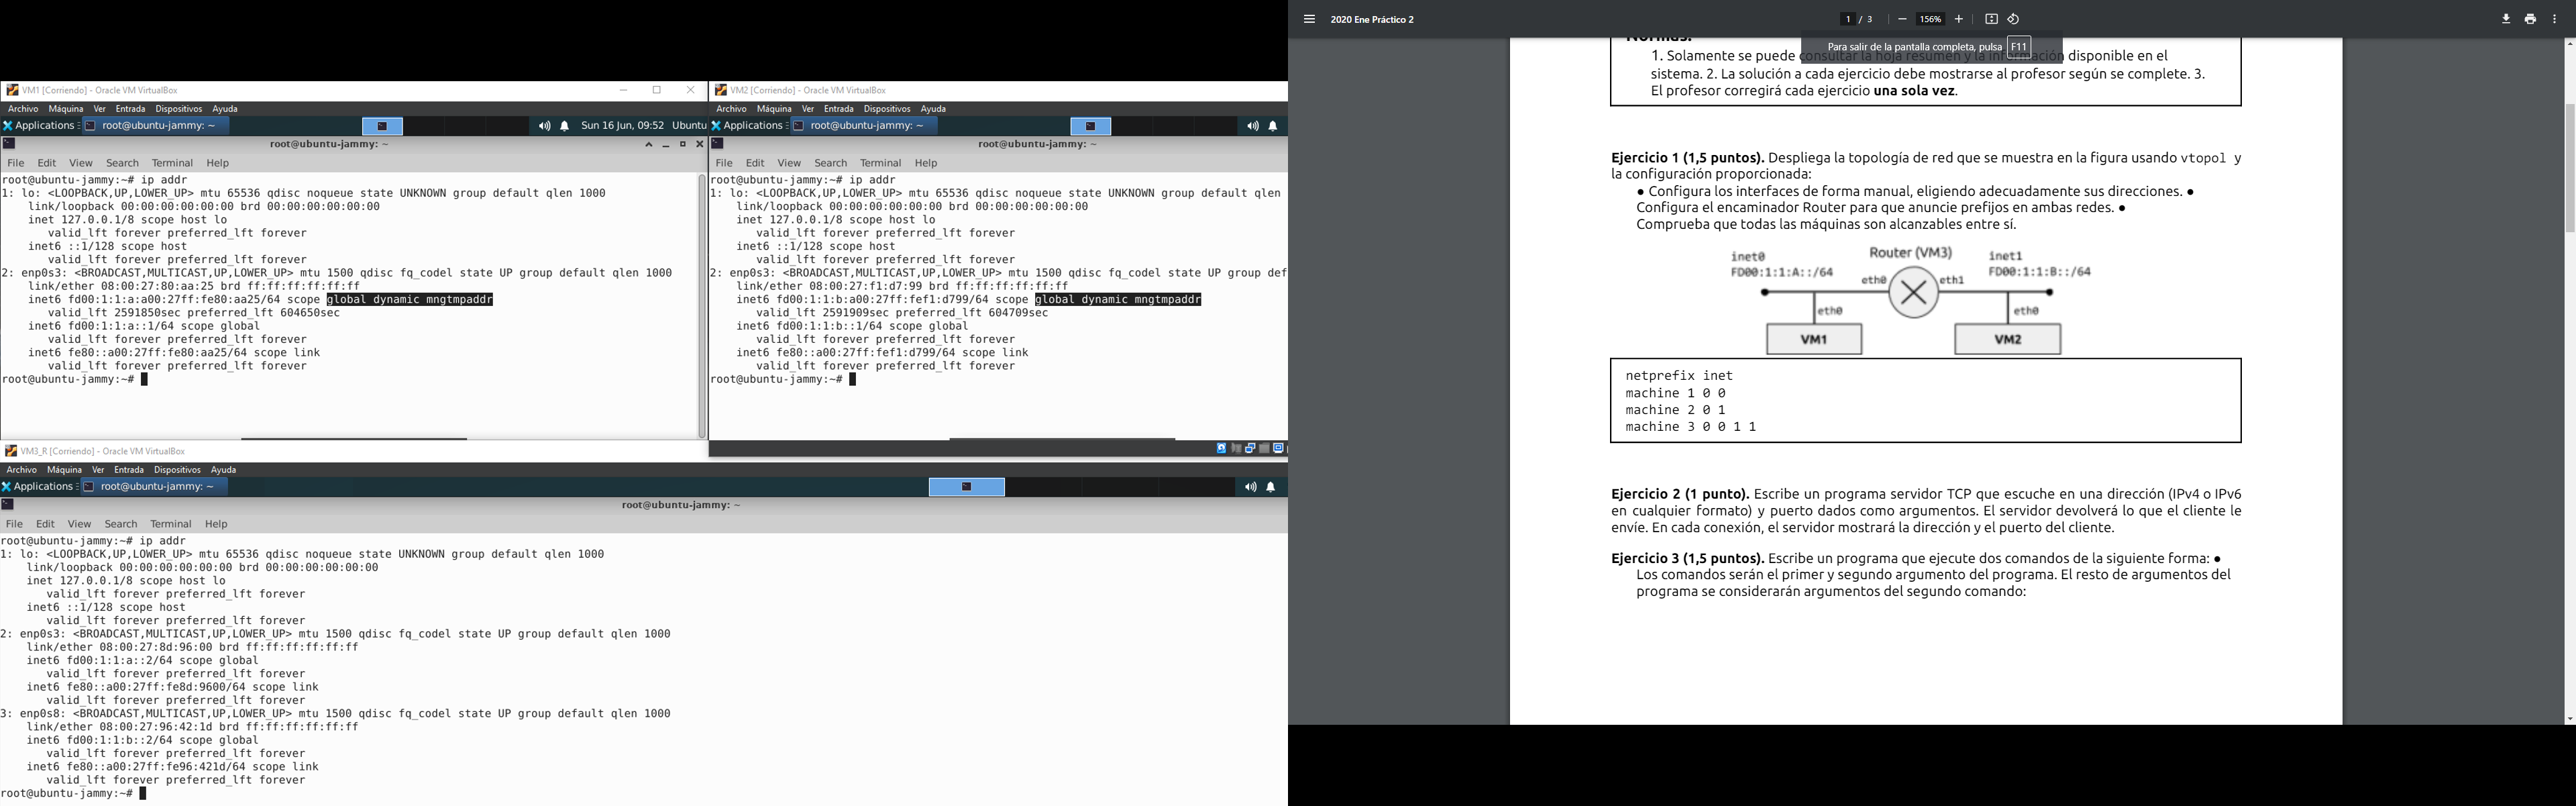 VM1 [Corriendo] - Oracle VM VirtualBox
Archivo Máquina Ver Entrada Dispositivos Ayuda
Applications root@ubuntu-jammy: ~ Sun 16 Jun, 09:52 Ubuntu
root@ubuntu-jammy: ~
File Edit View Search Terminal Help
root@ubuntu-jammy:~# ip addr
1: lo: <LOOPBACK,UP,LOWER_UP> mtu 65536 qdisc noqueue state UNKNOWN group default qlen 1000
link/loopback 00:00:00:00:00:00 brd 00:00:00:00:00:00
inet 127.0.0.1/8 scope host lo
valid_lft forever preferred_lft forever
inet6 ::1/128 scope host
valid_lft forever preferred_lft forever
2: enp0s3: <BROADCAST,MULTICAST,UP,LOWER_UP> mtu 1500 qdisc fq_codel state UP group default qlen 1000
link/ether 08:00:27:80:aa:25 brd ff:ff:ff:ff:ff:ff
inet6 fd00:1:1:a:a00:27ff:fe80:aa25/64 scope global dynamic mngtmpaddr
valid_lft 2591850sec preferred_lft 604650sec
inet6 fd00:1:1:a::1/64 scope global
valid_lft forever preferred_lft forever
inet6 fe80::a00:27ff:fe80:aa25/64 scope link
valid_lft forever preferred_lft forever
root@ubuntu-jammy:~#
VM2 [Corriendo] - Oracle VM VirtualBox
Archivo Máquina Ver Entrada Dispositivos Ayuda
Applications root@ubuntu-jammy: ~
root@ubuntu-jammy: ~
File Edit View Search Terminal Help
root@ubuntu-jammy:~# ip addr
1: lo: <LOOPBACK,UP,LOWER_UP> mtu 65536 qdisc noqueue state UNKNOWN group default qlen
link/loopback 00:00:00:00:00:00 brd 00:00:00:00:00:00
inet 127.0.0.1/8 scope host lo
valid_lft forever preferred_lft forever
inet6 ::1/128 scope host
valid_lft forever preferred_lft forever
2: enp0s3: <BROADCAST,MULTICAST,UP,LOWER_UP> mtu 1500 qdisc fq_codel state UP group def
link/ether 08:00:27:f1:d7:99 brd ff:ff:ff:ff:ff:ff
inet6 fd00:1:1:b:a00:27ff:fef1:d799/64 scope global dynamic mngtmpaddr
valid_lft 2591909sec preferred_lft 604709sec
inet6 fd00:1:1:b::1/64 scope global
valid_lft forever preferred_lft forever
inet6 fe80::a00:27ff:fef1:d799/64 scope link
valid_lft forever preferred_lft forever
root@ubuntu-jammy:~#
VM3_R [Corriendo] - Oracle VM VirtualBox
Archivo Máquina Ver Entrada Dispositivos Ayuda
Applications root@ubuntu-jammy: ~
root@ubuntu-jammy: ~
File Edit View Search Terminal Help
root@ubuntu-jammy:~# ip addr
1: lo: <LOOPBACK,UP,LOWER_UP> mtu 65536 qdisc noqueue state UNKNOWN group default qlen 1000
link/loopback 00:00:00:00:00:00 brd 00:00:00:00:00:00
inet 127.0.0.1/8 scope host lo
valid_lft forever preferred_lft forever
inet6 ::1/128 scope host
valid_lft forever preferred_lft forever
2: enp0s3: <BROADCAST,MULTICAST,UP,LOWER_UP> mtu 1500 qdisc fq_codel state UP group default qlen 1000
link/ether 08:00:27:8d:96:00 brd ff:ff:ff:ff:ff:ff
inet6 fd00:1:1:a::2/64 scope global
valid_lft forever preferred_lft forever
inet6 fe80::a00:27ff:fe8d:9600/64 scope link
valid_lft forever preferred_lft forever
3: enp0s8: <BROADCAST,MULTICAST,UP,LOWER_UP> mtu 1500 qdisc fq_codel state UP group default qlen 1000
link/ether 08:00:27:96:42:1d brd ff:ff:ff:ff:ff:ff
inet6 fd00:1:1:b::2/64 scope global
valid_lft forever preferred_lft forever
inet6 fe80::a00:27ff:fe96:421d/64 scope link
valid_lft forever preferred_lft forever
root@ubuntu-jammy:~#
2020 Ene Práctico 2
1 / 3 156%
Para salir de la pantalla completa, pulsa F11
Normas:
1. Solamente se puede consultar la hoja resumen y la información disponible en el
sistema. 2. La solución a cada ejercicio debe mostrarse al profesor según se complete. 3.
El profesor corregirá cada ejercicio una sola vez.
Ejercicio 1 (1,5 puntos). Despliega la topología de red que se muestra en la figura usando vtopol y
la configuración proporcionada:
● Configura los interfaces de forma manual, eligiendo adecuadamente sus direcciones. ●
Configura el encaminador Router para que anuncie prefijos en ambas redes. ●
Comprueba que todas las máquinas son alcanzables entre sí.
Router (VM3)
inet0
FD00:1:1:A::/64
inet1
FD00:1:1:B::/64
eth0
eth1
eth0
eth0
VM1
VM2
netprefix inet
machine 1 0 0
machine 2 0 1
machine 3 0 0 1 1
Ejercicio 2 (1 punto). Escribe un programa servidor TCP que escuche en una dirección (IPv4 o IPv6
en cualquier formato) y puerto dados como argumentos. El servidor devolverá lo que el cliente le
envíe. En cada conexión, el servidor mostrará la dirección y el puerto del cliente.
Ejercicio 3 (1,5 puntos). Escribe un programa que ejecute dos comandos de la siguiente forma: ●
Los comandos serán el primer y segundo argumento del programa. El resto de argumentos del
programa se considerarán argumentos del segundo comando: